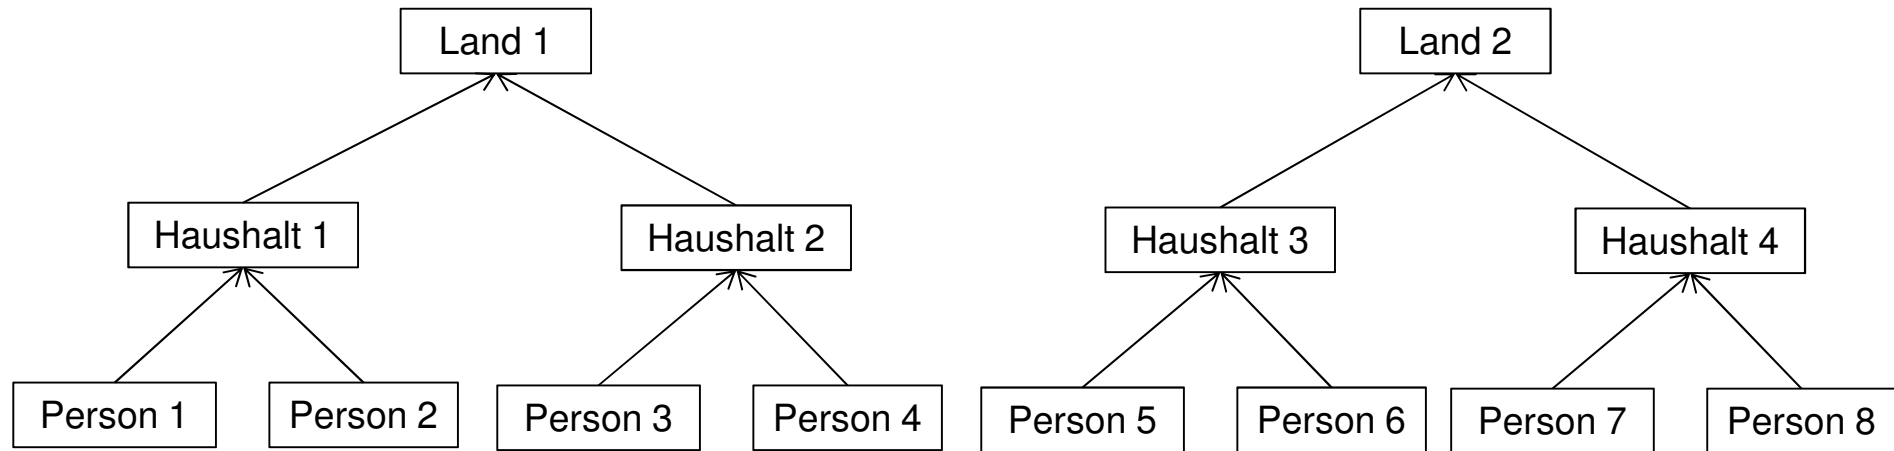 Land 1
Land 2
Haushalt 1
Haushalt 2
Haushalt 3
Haushalt 4
Person 1
Person 2
Person 3
Person 4
Person 5
Person 6
Person 7
Person 8